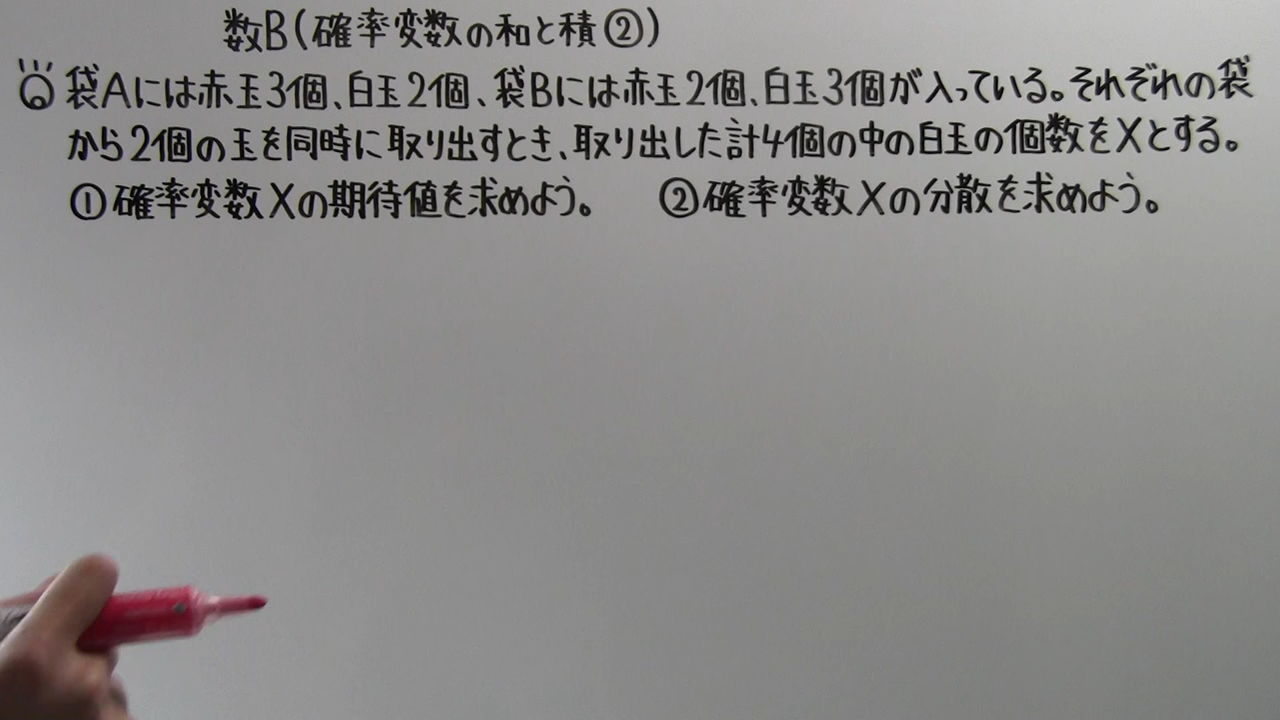 数B(確率変数の和と積②)
袋Aには赤玉3個、白玉2個、袋Bには赤玉2個、白玉3個が入っている。それぞれの袋
から2個の玉を同時に取り出すとき、取り出した計4個の中の白玉の個数をXとする。
①確率変数Xの期待値を求めよう。 ②確率変数Xの分散を求めよう。